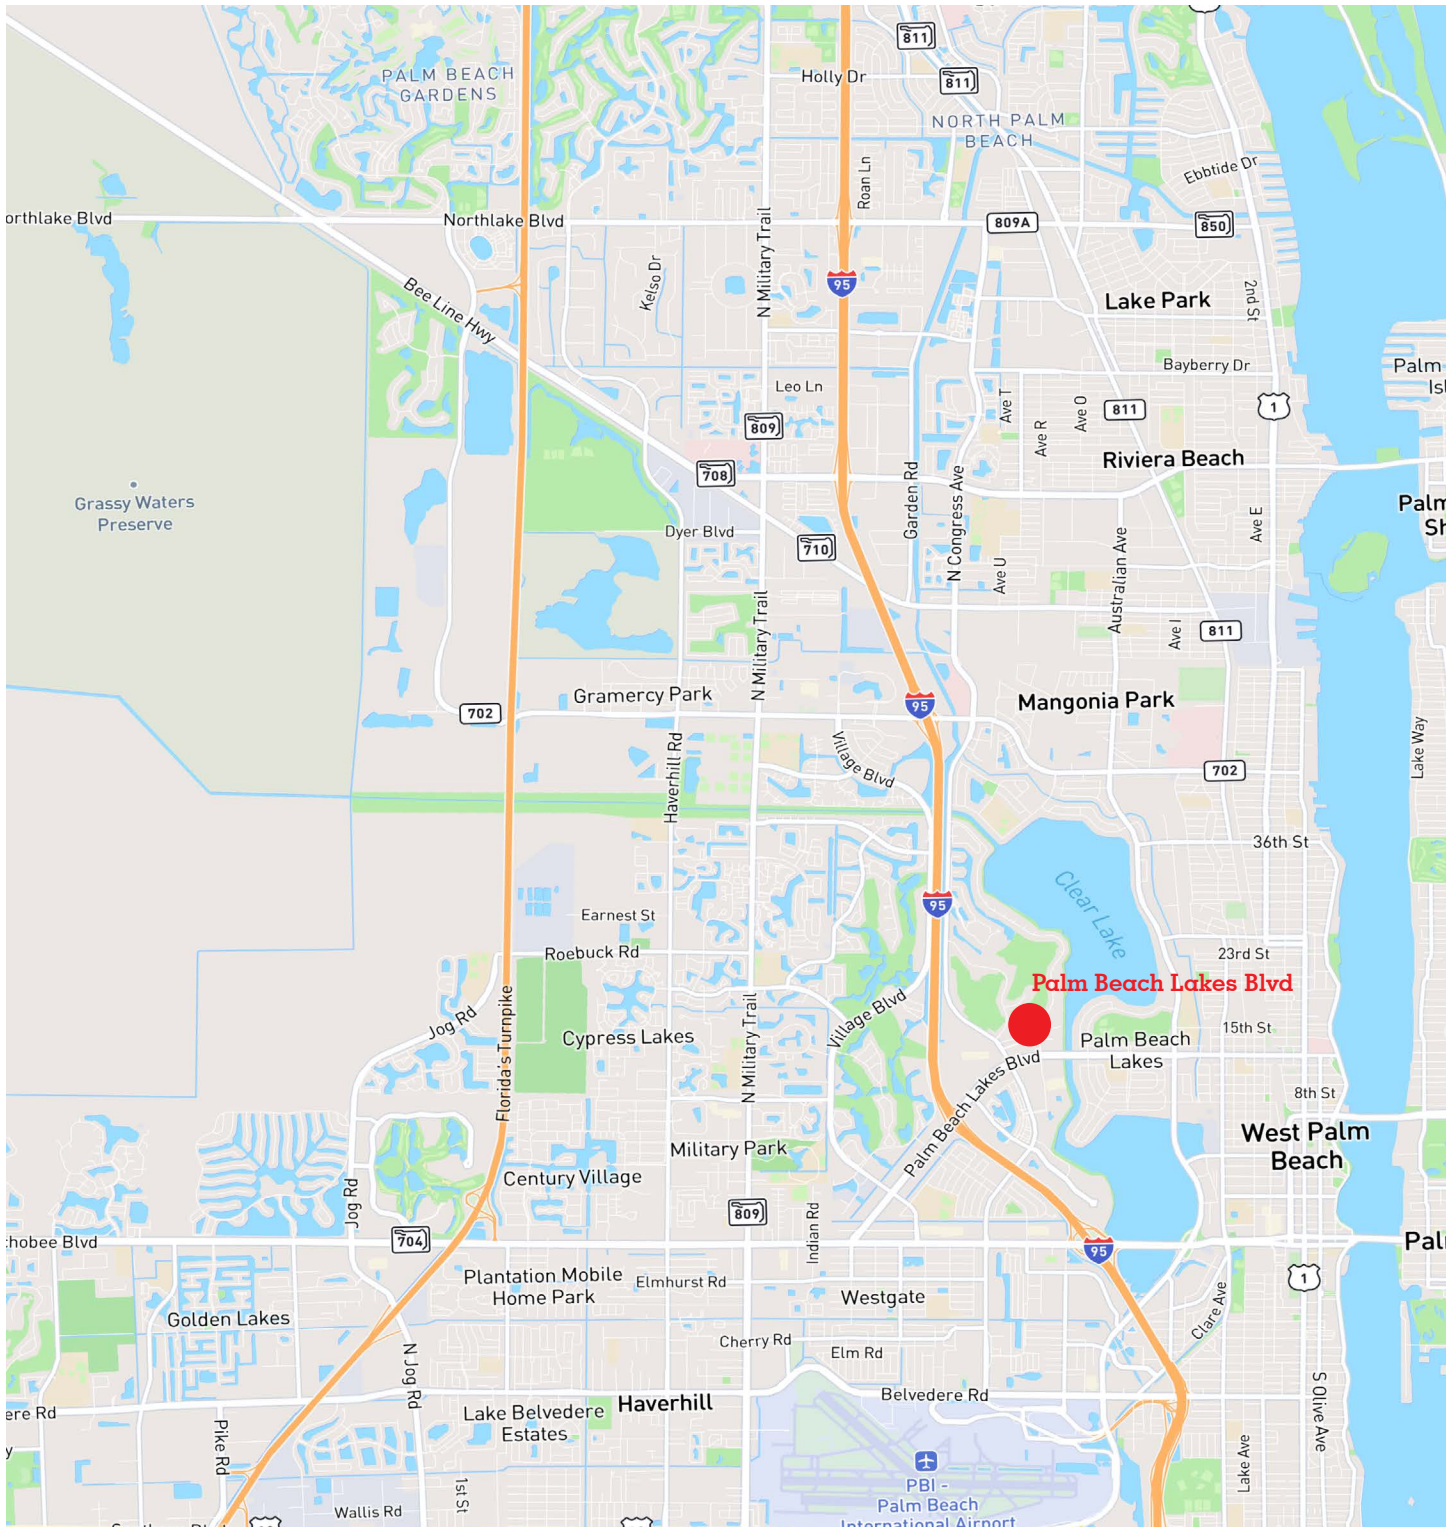 811
Holly Dr
811
PALM BEACH
GARDENS
NORTH PALM
BEACH
Ebbtide Dr
Roan Ln
orthlake Blvd
Northlake Blvd
N Military Trail
809A
850
Kelso Dr
Bee Line Hwy
95
2nd St
Lake Park
Bayberry Dr
Palm
Isl
Leo Ln
Ave T
Ave O
811
1
809
Ave R
Riviera Beach
708
Garden Rd
N Congress Ave
Grassy Waters
Preserve
Palm
Sh
Dyer Blvd
710
Ave E
Australian Ave
Ave U
N Military Trail
Ave I
811
Gramercy Park
Mangonia Park
702
95
Lake Way
Village Blvd
Haverhill Rd
702
36th St
Clear Lake
95
Earnest St
Roebuck Rd
23rd St
Palm Beach Lakes Blvd
Jog Rd
Florida's Turnpike
Village Blvd
15th St
Cypress Lakes
N Military Trail
Palm Beach
Lakes
Palm Beach Lakes Blvd
8th St
West Palm
Beach
Military Park
Century Village
Jog Rd
809
Indian Rd
chobee Blvd
704
95
Pal
Plantation Mobile
Home Park
Elmhurst Rd
1
Westgate
Clare Ave
Golden Lakes
Cherry Rd
Elm Rd
N Jog Rd
Haverhill
Belvedere Rd
S Olive Ave
ere Rd
Lake Belvedere
Estates
Pike Rd
y
Lake Ave
1st St
PBI -
Palm Beach
International Airport
Wallis Rd